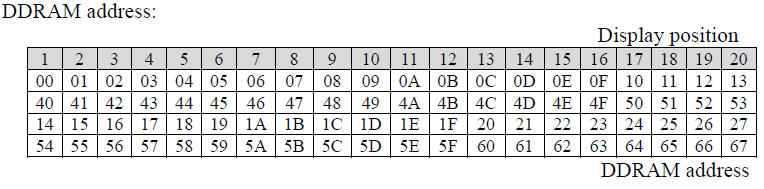 DDRAM address:
Display position
1 2 3 4 5 6 7 8 9 10 11 12 13 14 15 16 17 18 19 20
00 01 02 03 04 05 06 07 08 09 0A 0B 0C 0D 0E 0F 10 11 12 13
40 41 42 43 44 45 46 47 48 49 4A 4B 4C 4D 4E 4F 50 51 52 53
14 15 16 17 18 19 1A 1B 1C 1D 1E 1F 20 21 22 23 24 25 26 27
54 55 56 57 58 59 5A 5B 5C 5D 5E 5F 60 61 62 63 64 65 66 67
DDRAM address